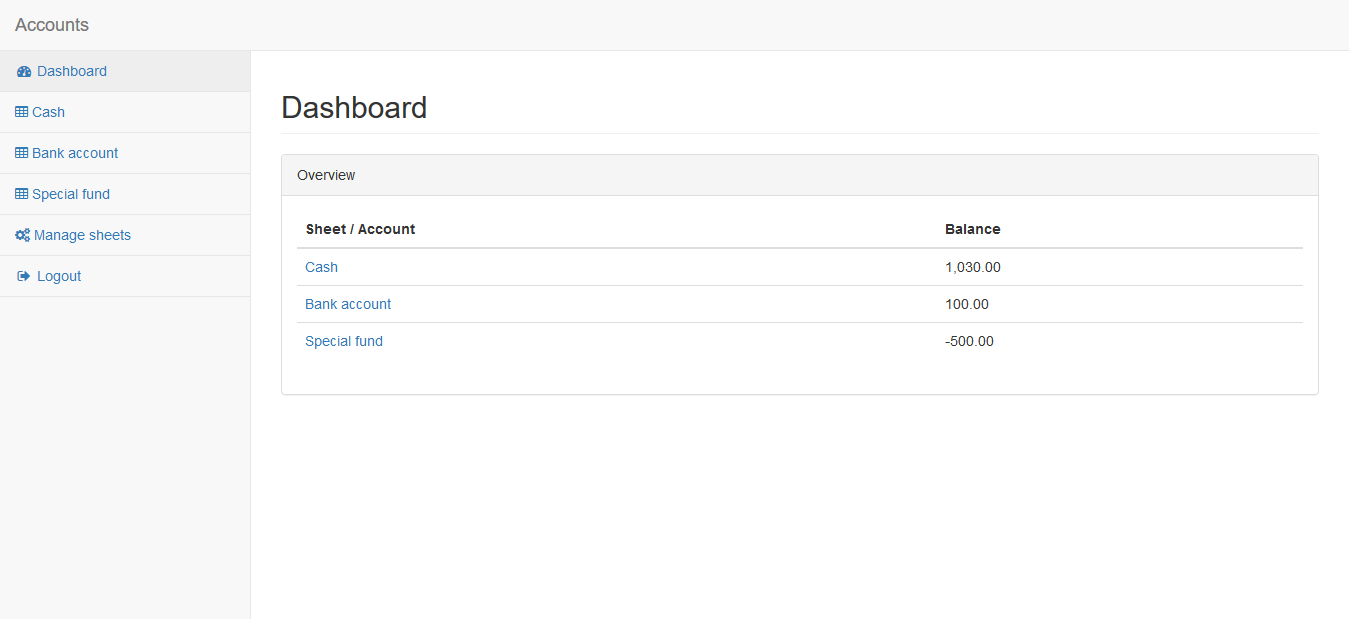 Accounts
Dashboard
Cash
Bank account
Special fund
Manage sheets
Logout
Dashboard
Overview
Sheet / Account Balance
Cash 1,030.00
Bank account 100.00
Special fund -500.00